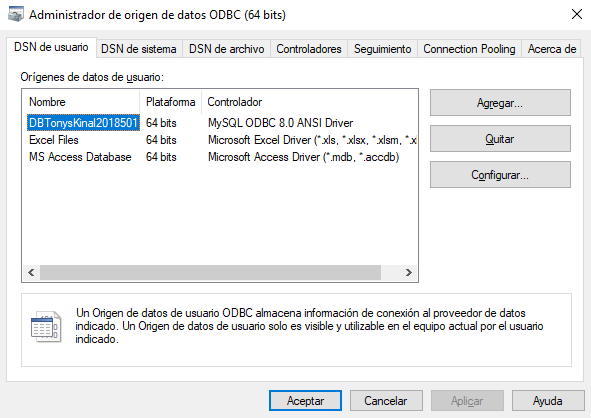 Administrador de origen de datos ODBC (64 bits)
DSN de usuario DSN de sistema DSN de archivo Controladores Seguimiento Connection Pooling Acerca de
Orígenes de datos de usuario:
Nombre Plataforma Controlador
DBTonysKinal2018501 64 bits MySQL ODBC 8.0 ANSI Driver
Excel Files 64 bits Microsoft Excel Driver (*.xls, *.xlsx, *.xlsm, *.xl
MS Access Database 64 bits Microsoft Access Driver (*.mdb, *.accdb)
Agregar...
Quitar
Configurar...
Un Origen de datos de usuario ODBC almacena información de conexión al proveedor de datos
indicado. Un Origen de datos de usuario solo es visible y utilizable en el equipo actual por el usuario
indicado.
Aceptar Cancelar Aplicar Ayuda